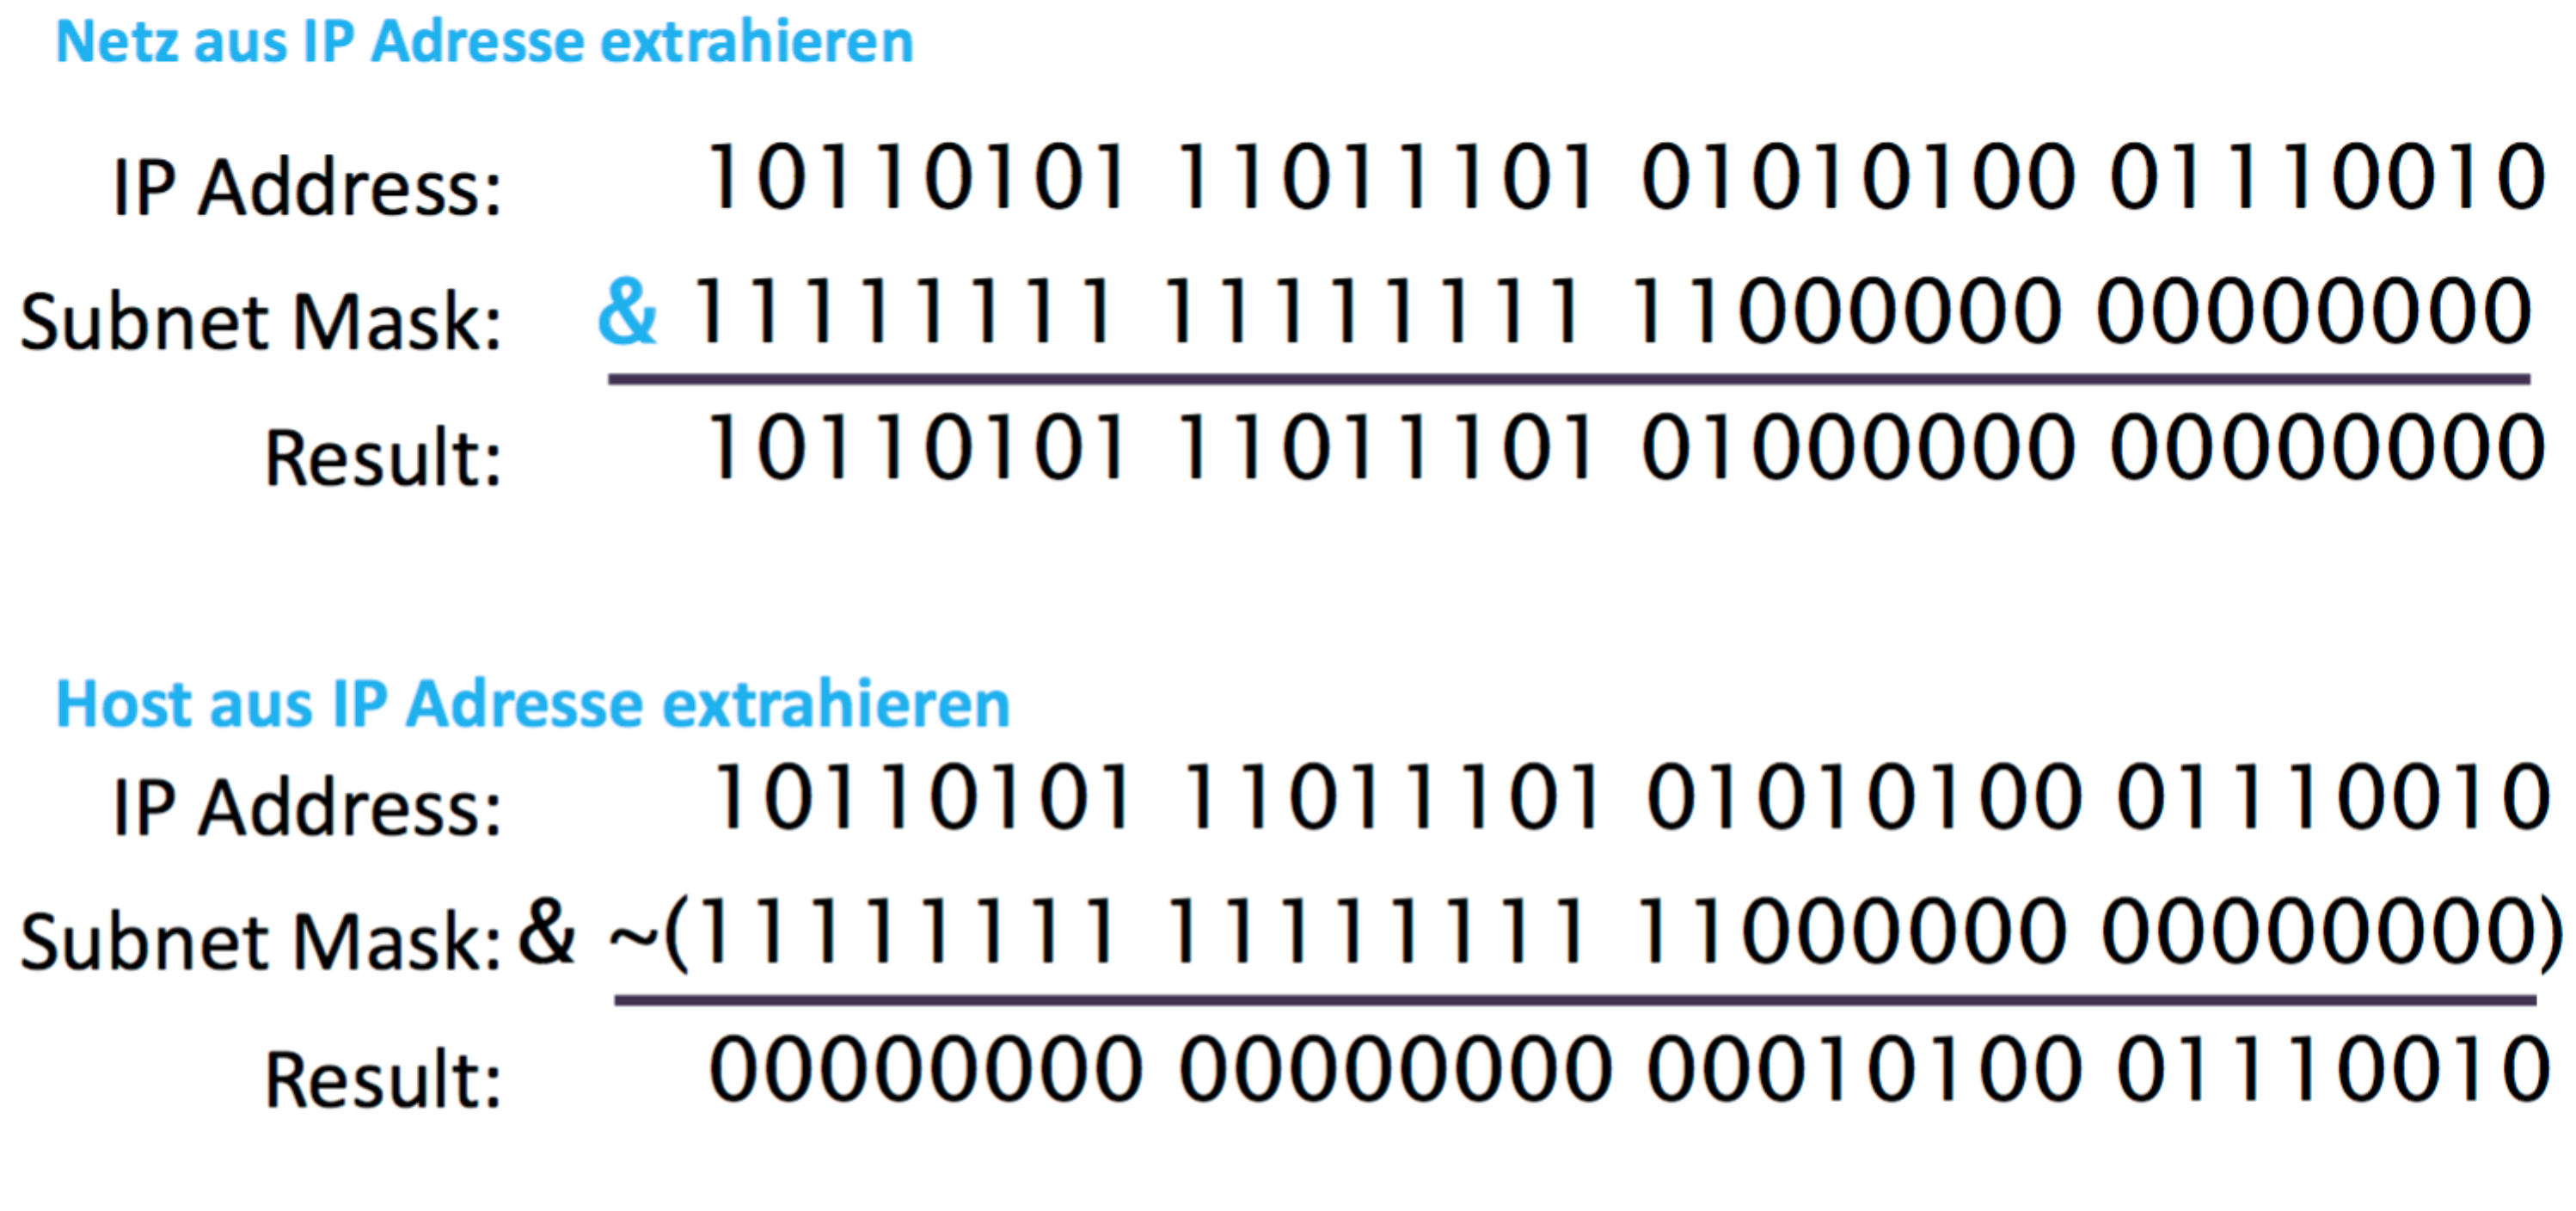 Netz aus IP Adresse extrahieren
IP Address: 10110101 11011101 01010100 01110010
Subnet Mask: & 11111111 11111111 11000000 00000000
Result: 10110101 11011101 01000000 00000000
Host aus IP Adresse extrahieren
IP Address: 10110101 11011101 01010100 01110010
Subnet Mask: & ~(11111111 11111111 11000000 00000000)
Result: 00000000 00000000 00010100 01110010